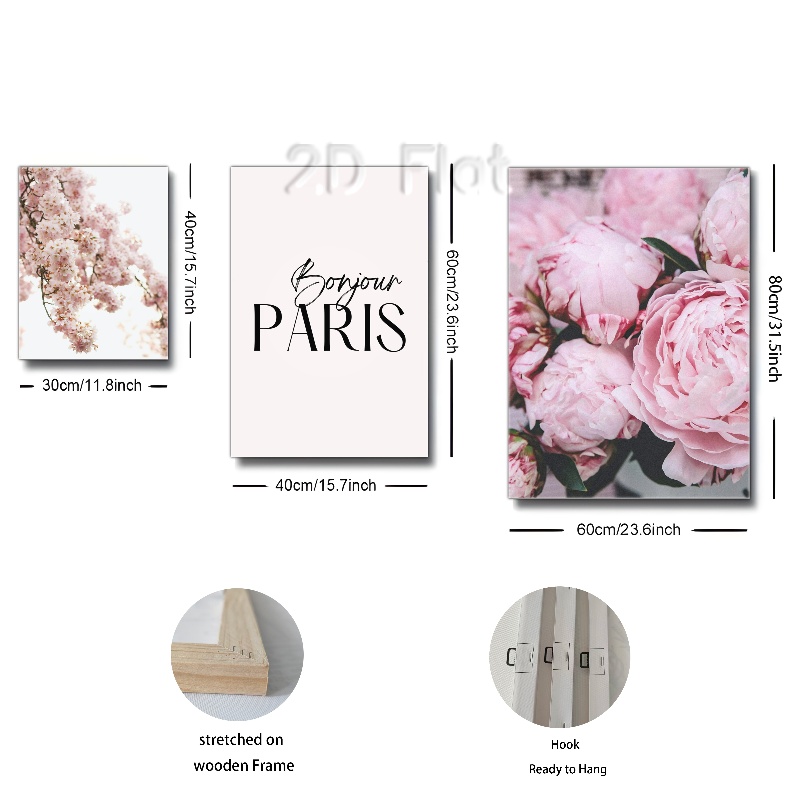 2D Flat
40cm/15.7inch
30cm/11.8inch
Bonjour
PARIS
60cm/23.6inch
40cm/15.7inch
80cm/31.5inch
60cm/23.6inch
stretched on
wooden Frame
Hook
Ready to Hang